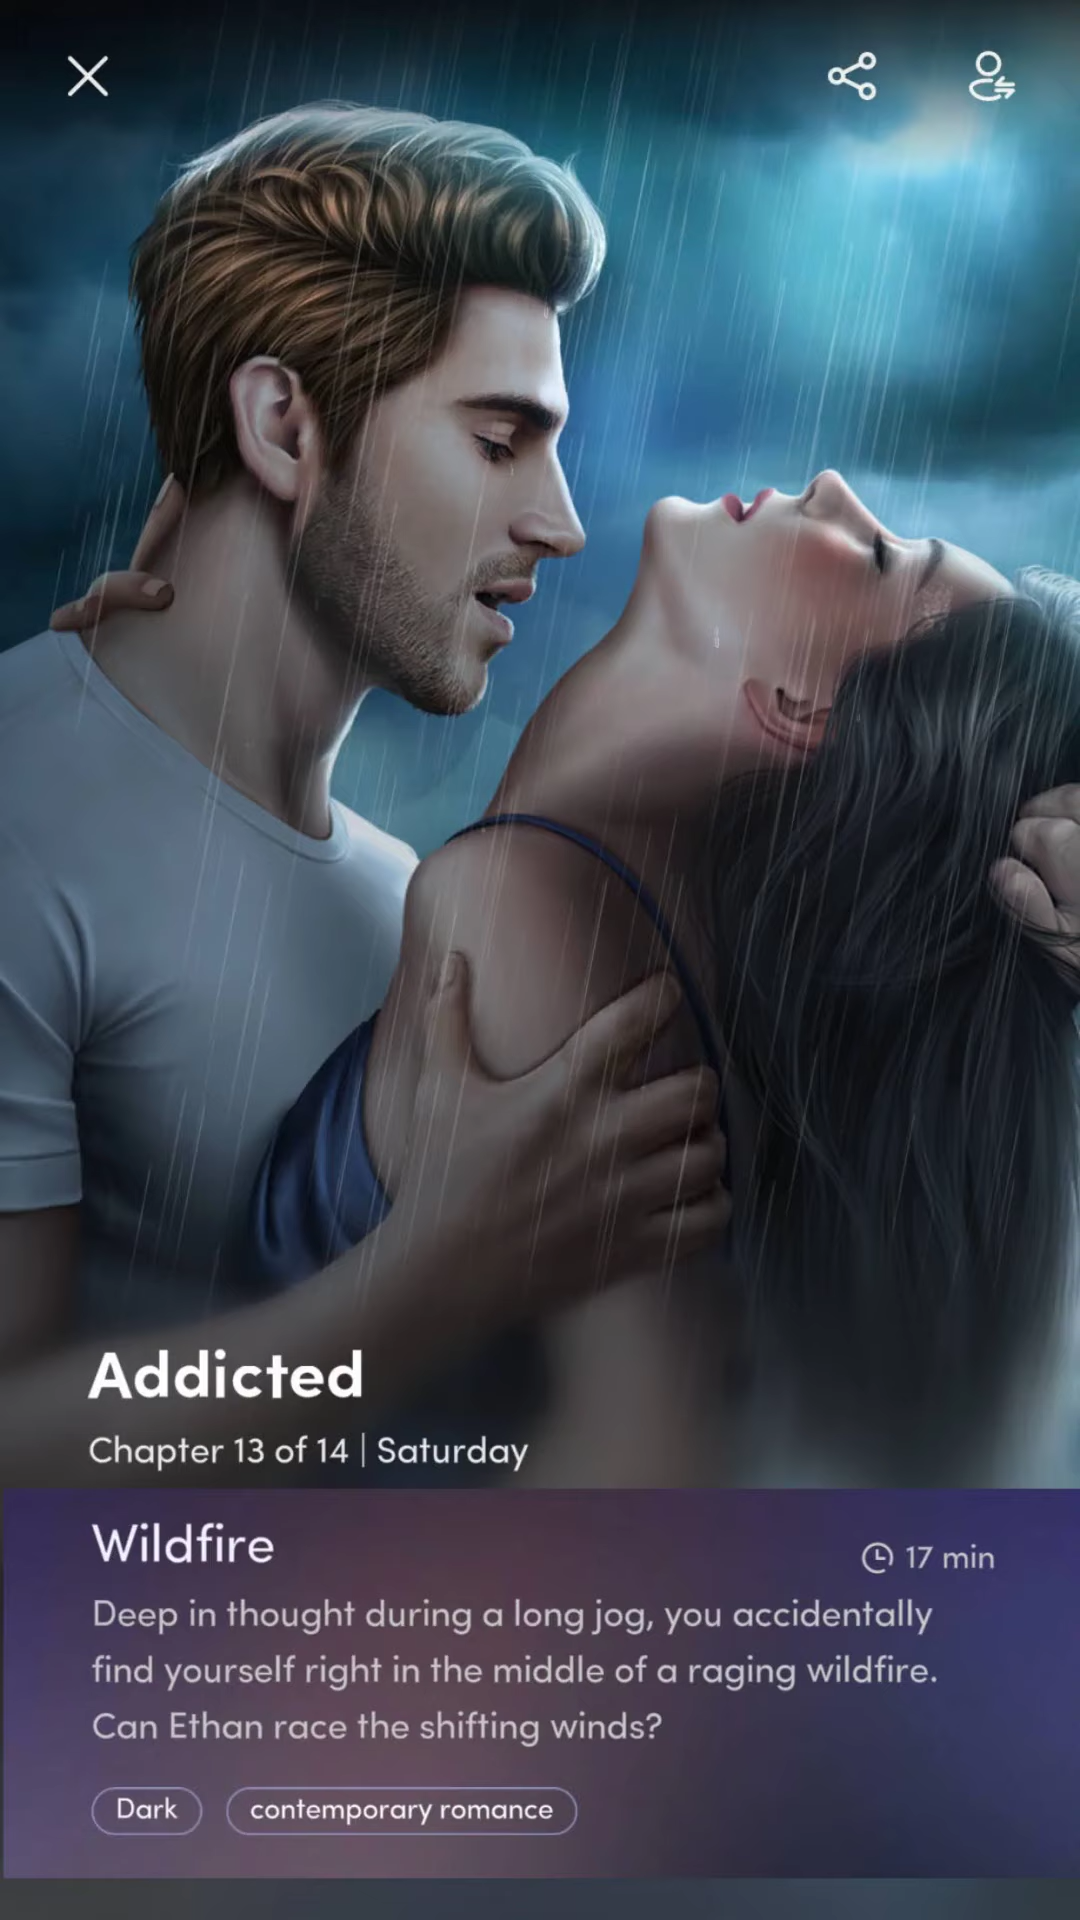 Addicted
Chapter 13 of 14 | Saturday
Wildfire
17 min
Deep in thought during a long jog, you accidentally
find yourself right in the middle of a raging wildfire.
Can Ethan race the shifting winds?
Dark
contemporary romance